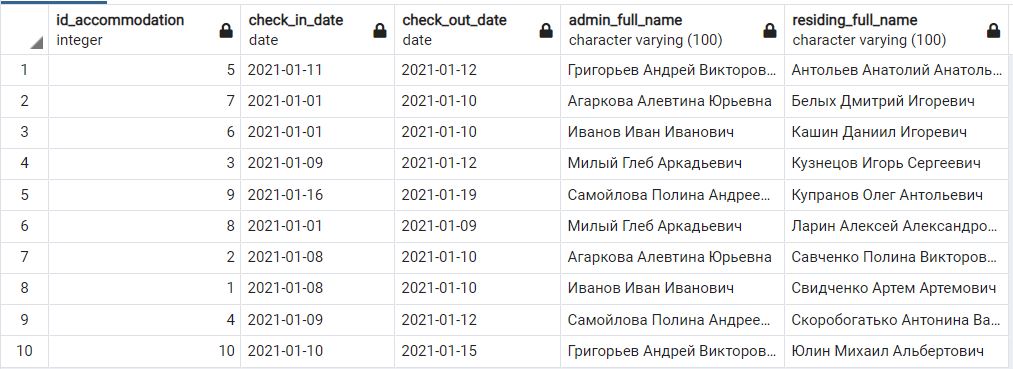 id_accommodation check_in_date check_out_date admin_full_name residing_full_name
integer date date character varying (100) character varying (100)
1 5 2021-01-11 2021-01-12 Григорьев Андрей Викторов... Антольев Анатолий Анатоль...
2 7 2021-01-01 2021-01-10 Агаркова Алевтина Юрьевна Белых Дмитрий Игоревич
3 6 2021-01-01 2021-01-10 Иванов Иван Иванович Кашин Даниил Игоревич
4 3 2021-01-09 2021-01-12 Милый Глеб Аркадьевич Кузнецов Игорь Сергеевич
5 9 2021-01-16 2021-01-19 Самойлова Полина Андрее... Купранов Олег Антольевич
6 8 2021-01-01 2021-01-09 Милый Глеб Аркадьевич Ларин Алексей Александро...
7 2 2021-01-08 2021-01-10 Агаркова Алевтина Юрьевна Савченко Полина Викторов...
8 1 2021-01-08 2021-01-10 Иванов Иван Иванович Свидченко Артем Артемович
9 4 2021-01-09 2021-01-12 Самойлова Полина Андрее... Скоробогатько Антонина Ва...
10 10 2021-01-10 2021-01-15 Григорьев Андрей Викторов... Юлин Михаил Альбертович